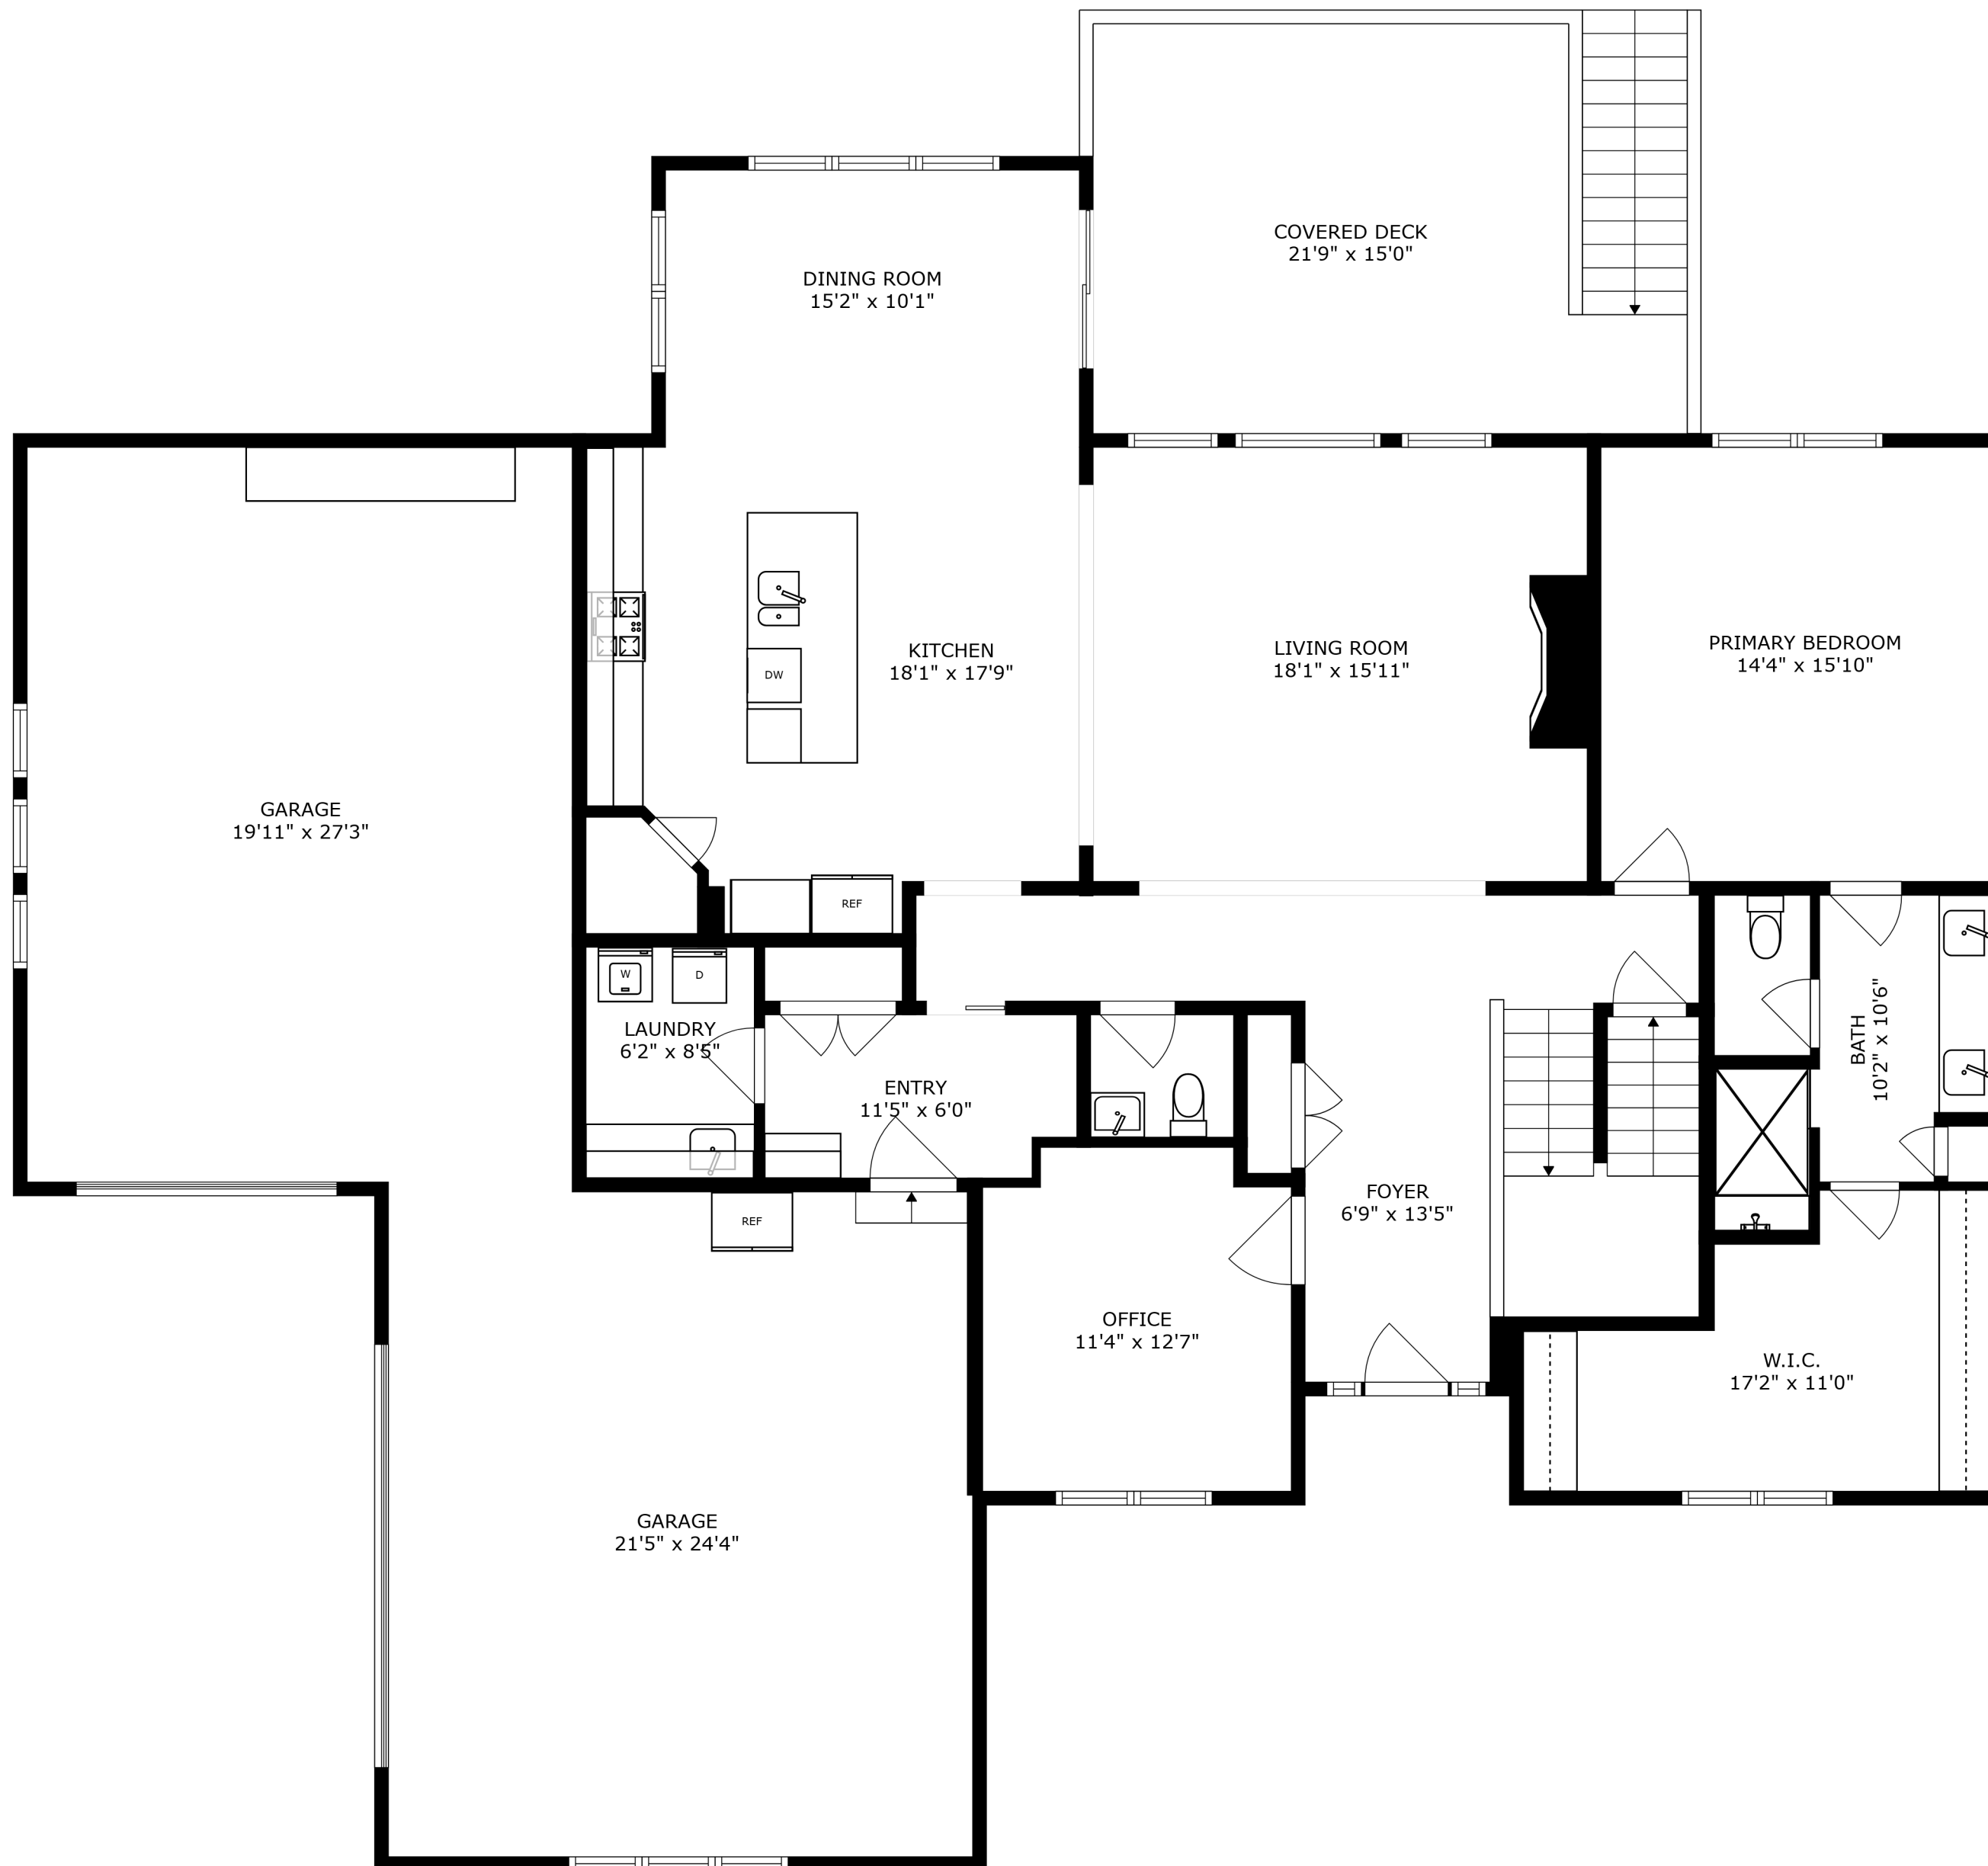 COVERED DECK
21'9" x 15'0"
DINING ROOM
15'2" x 10'1"
KITCHEN
18'1" x 17'9"
DW
LIVING ROOM
18'1" x 15'11"
PRIMARY BEDROOM
14'4" x 15'10"
GARAGE
19'11" x 27'3"
REF
W
D
LAUNDRY
6'2" x 8'5"
ENTRY
11'5" x 6'0"
BATH
10'2" x 10'6"
FOYER
6'9" x 13'5"
REF
OFFICE
11'4" x 12'7"
W.I.C.
17'2" x 11'0"
GARAGE
21'5" x 24'4"